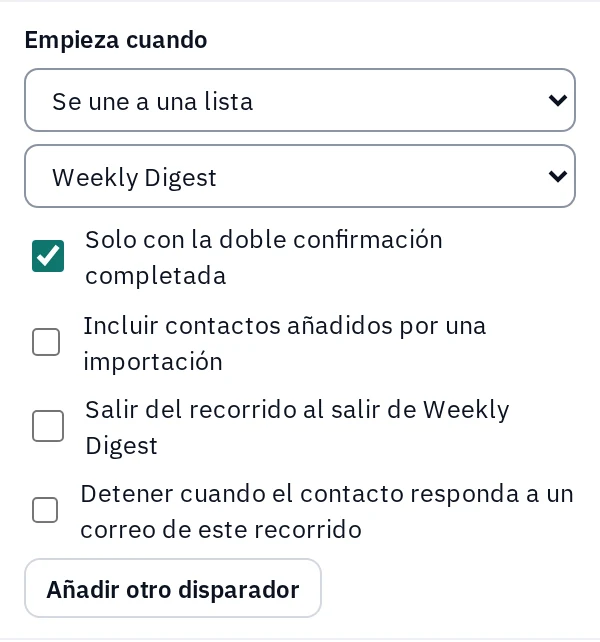 Empieza cuando
Se une a una lista
Weekly Digest
Solo con la doble confirmación
completada
Incluir contactos añadidos por una
importación
Salir del recorrido al salir de Weekly
Digest
Detener cuando el contacto responda a un
correo de este recorrido
Añadir otro disparador